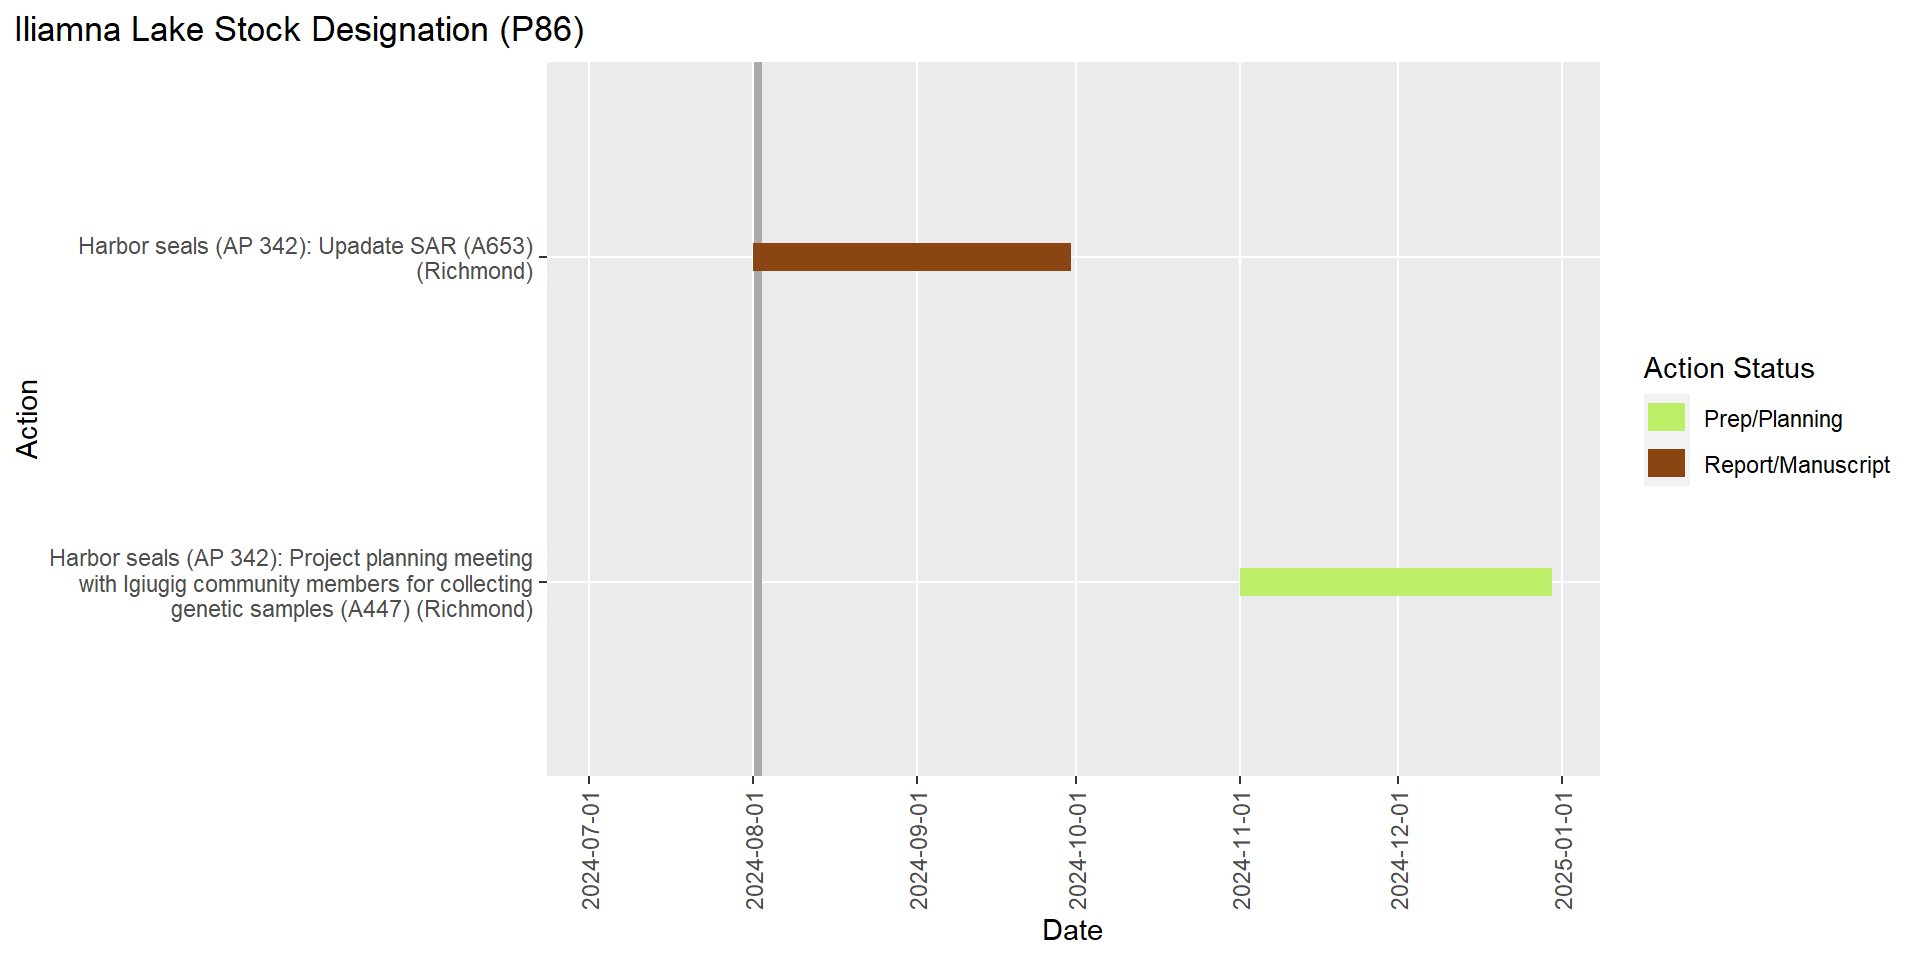 Iliamna Lake Stock Designation (P86)
Harbor seals (AP 342): Upadate SAR (A653)
(Richmond)
Harbor seals (AP 342): Project planning meeting
with Igiugig community members for collecting
genetic samples (A447) (Richmond)
Action
2024-07-01
2024-08-01
2024-09-01
2024-10-01
2024-11-01
2024-12-01
2025-01-01
Date
Action Status
Prep/Planning
Report/Manuscript